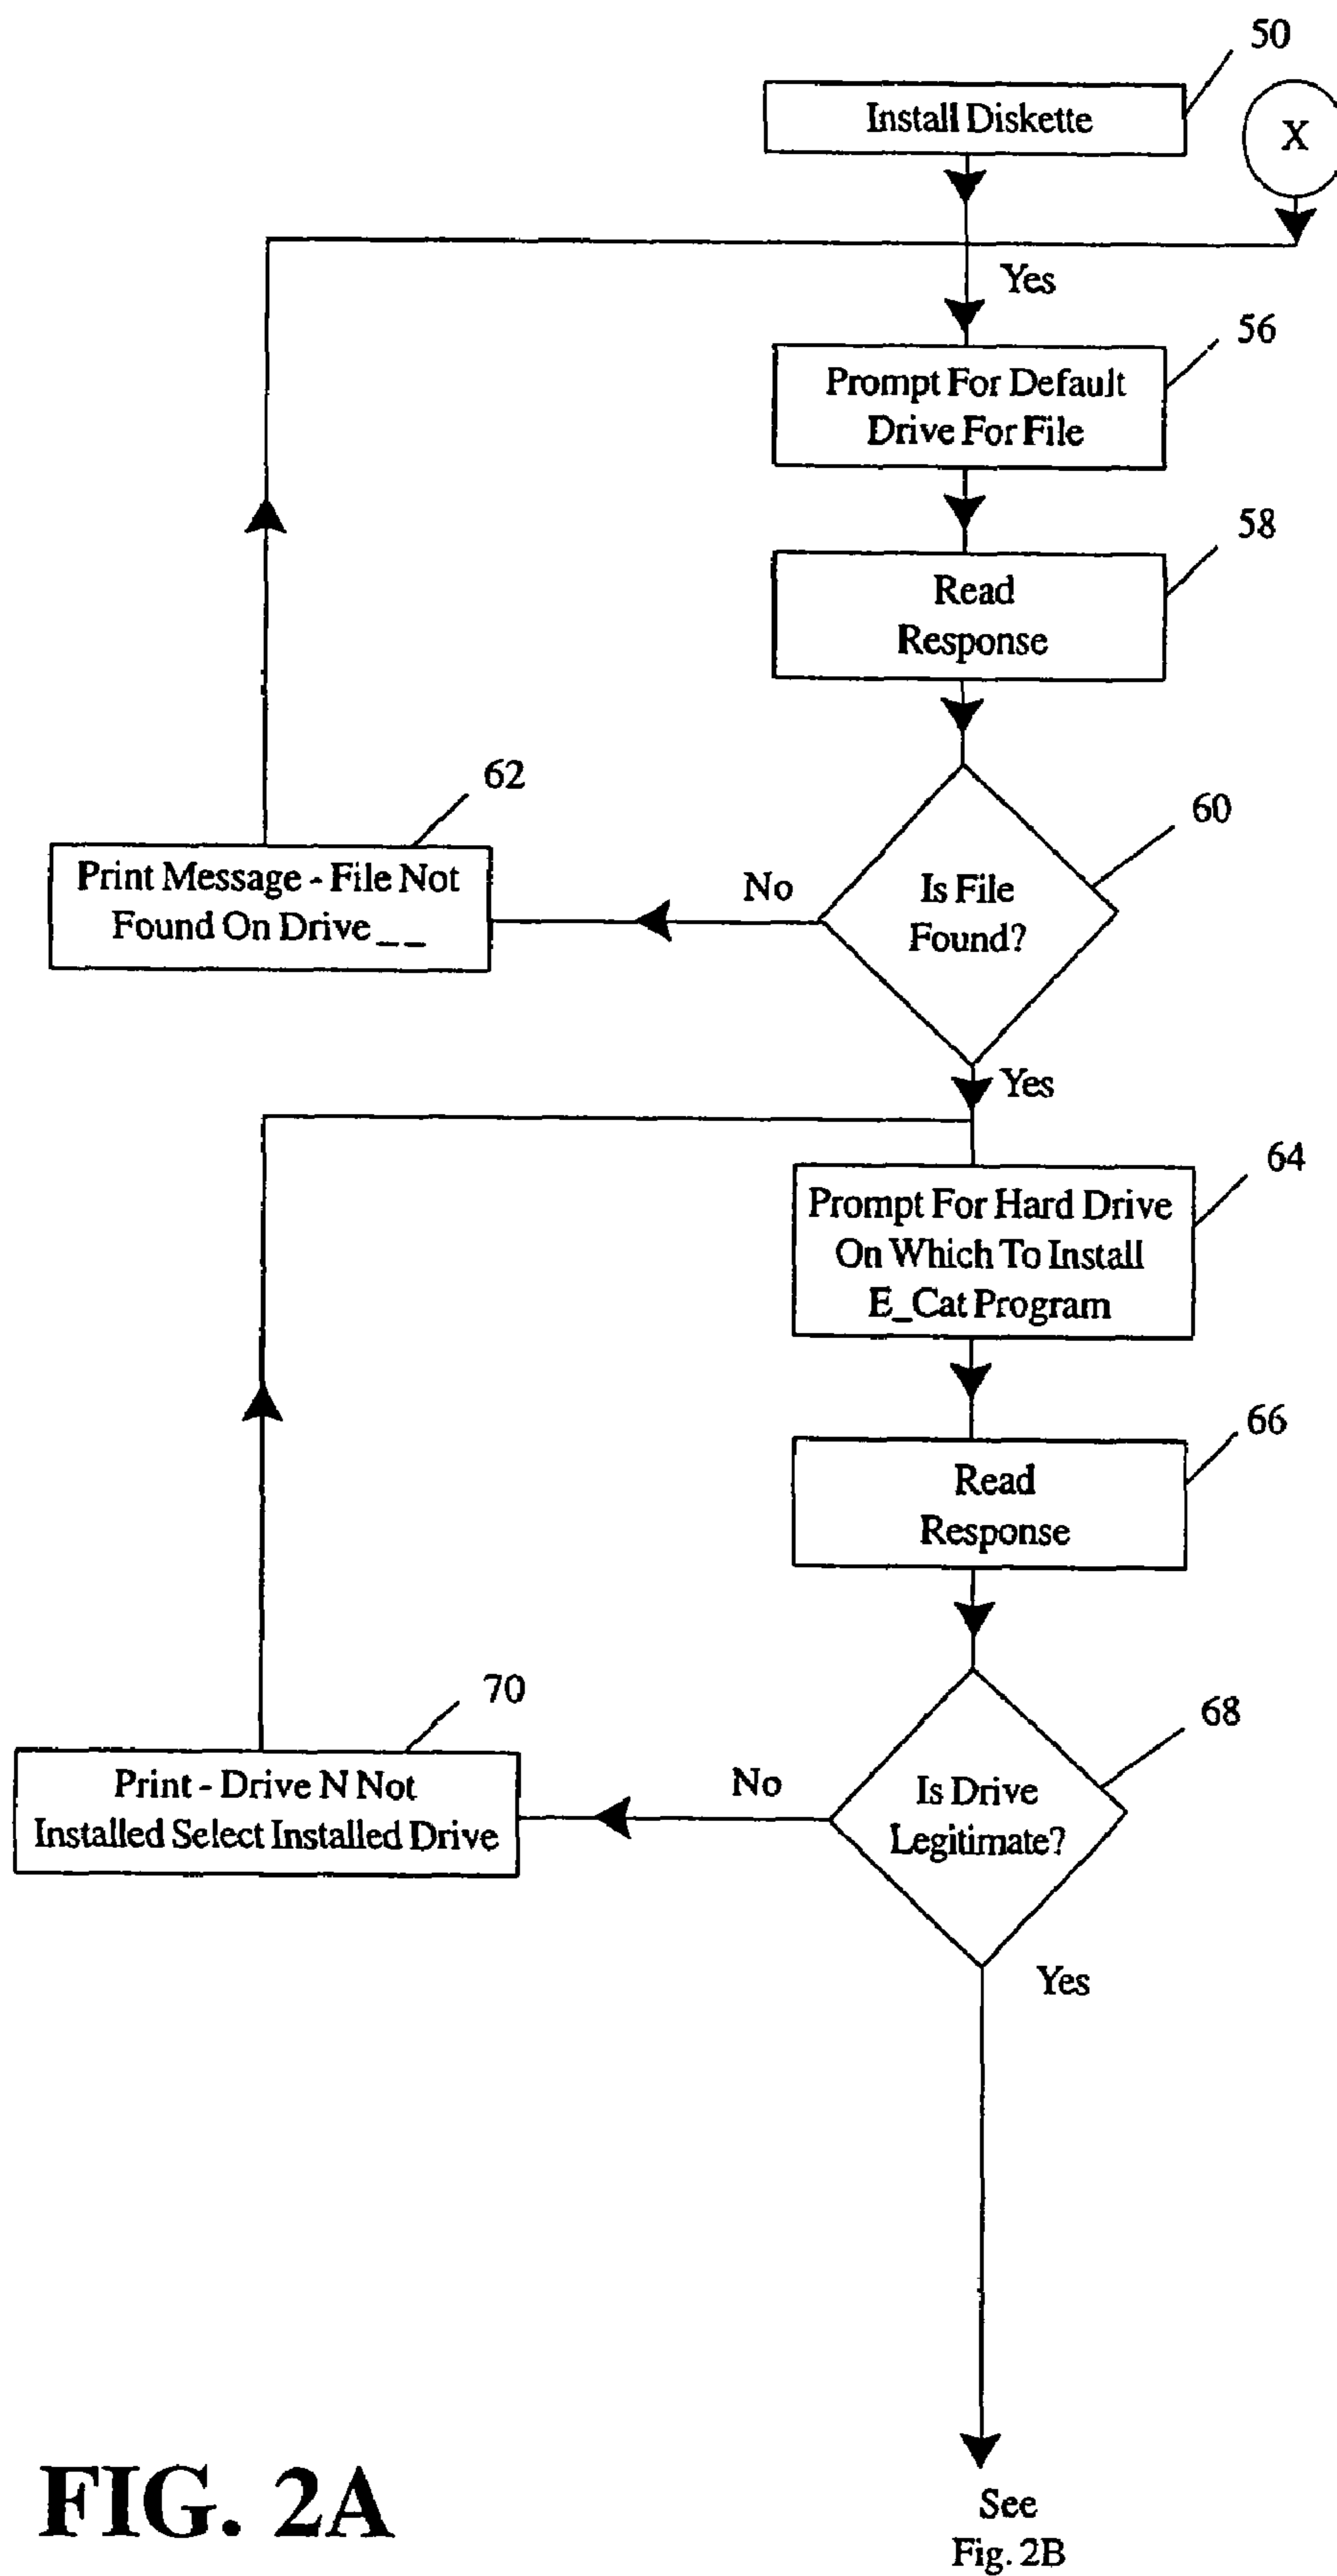 50
Install Diskette
X
Yes
56
Prompt For Default
Drive For File
58
Read
Response
62
Print Message - File Not
Found On Drive _ _
60
No
Is File
Found?
Yes
64
Prompt For Hard Drive
On Which To Install
E_Cat Program
66
Read
Response
70
Print - Drive N Not
Installed Select Installed Drive
68
No
Is Drive
Legitimate?
Yes
See
Fig. 2B
FIG. 2A